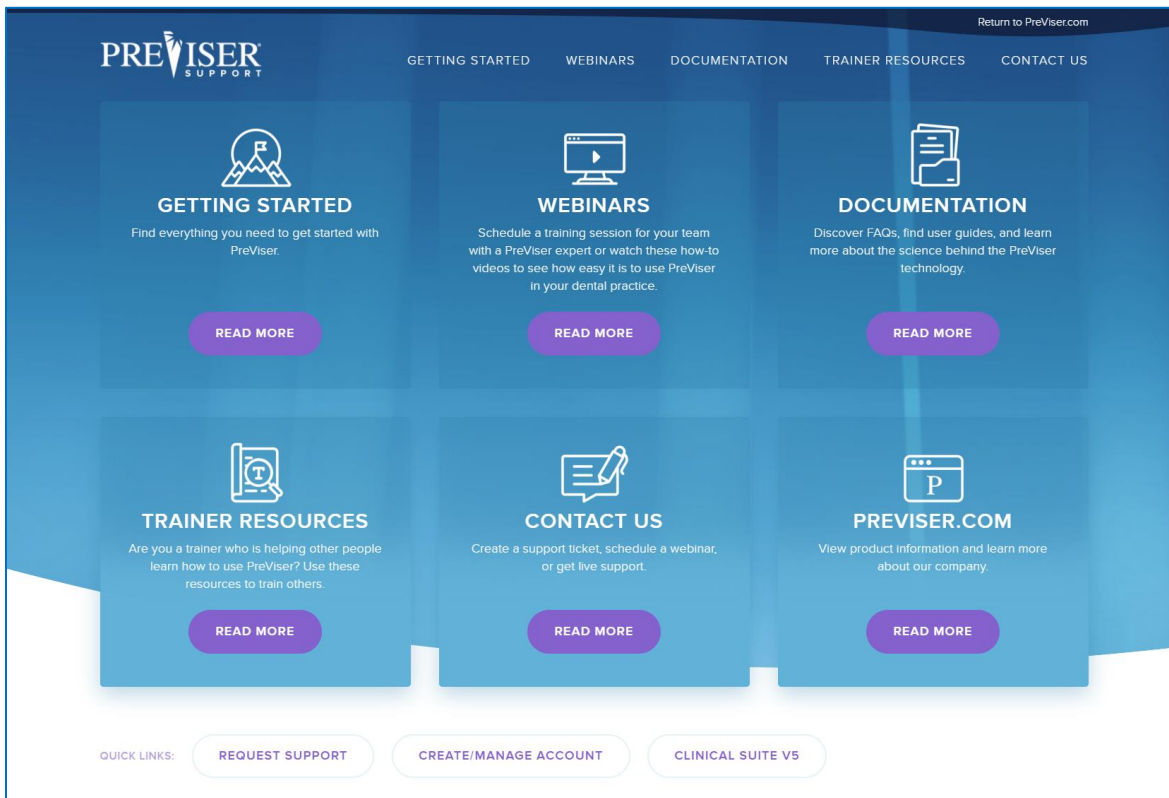 Return to PreViser.com
PREVISER
SUPPORT
GETTING STARTED WEBINARS DOCUMENTATION TRAINER RESOURCES CONTACT US
GETTING STARTED
Find everything you need to get started with
PreViser.
READ MORE
WEBINARS
Schedule a training session for your team
with a PreViser expert or watch these how-to
videos to see how easy it is to use PreViser
in your dental practice.
READ MORE
DOCUMENTATION
Discover FAQs, find user guides, and learn
more about the science behind the PreViser
technology.
READ MORE
T
TRAINER RESOURCES
Are you a trainer who is helping other people
learn how to use PreViser? Use these
resources to train others.
READ MORE
CONTACT US
Create a support ticket, schedule a webinar,
or get live support.
READ MORE
P
PREVISER.COM
View product information and learn more
about our company.
READ MORE
QUICK LINKS: REQUEST SUPPORT CREATE/MANAGE ACCOUNT CLINICAL SUITE V5